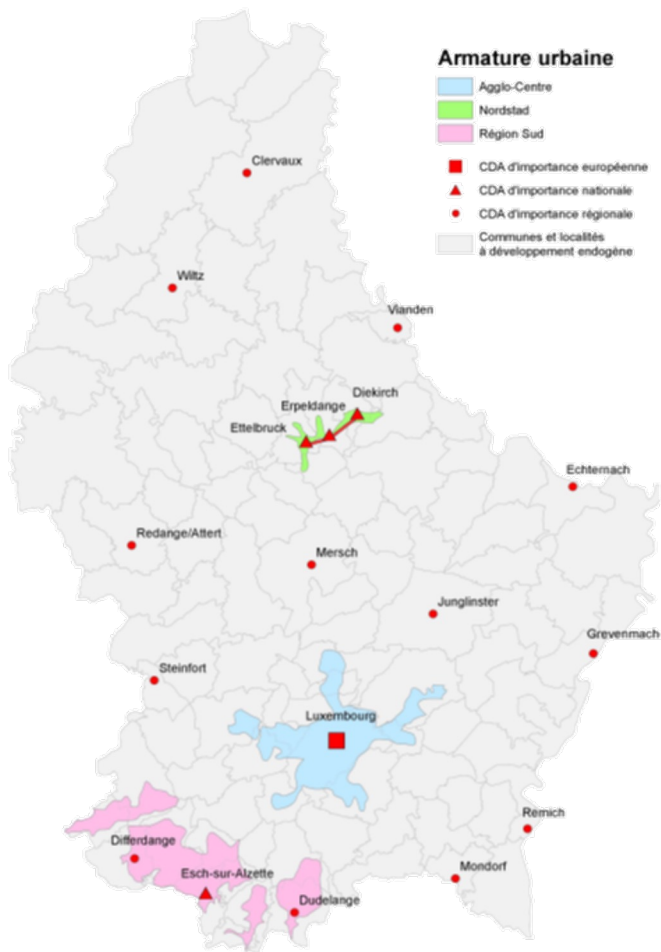 Armature urbaine
Agglo-Centre
Nordstad
Région Sud
CDA d'importance européenne
CDA d'importance nationale
CDA d'importance régionale
Communes et localités
à développement endogène
Clervaux
Wiltz
Vianden
Diekirch
Erpeldange
Ettelbruck
Echternach
Redange/Attert
Mersch
Junglinster
Grevenmach
Steinfort
Luxembourg
Remich
Differdange
Mondorf
Esch-sur-Alzette
Dudelange